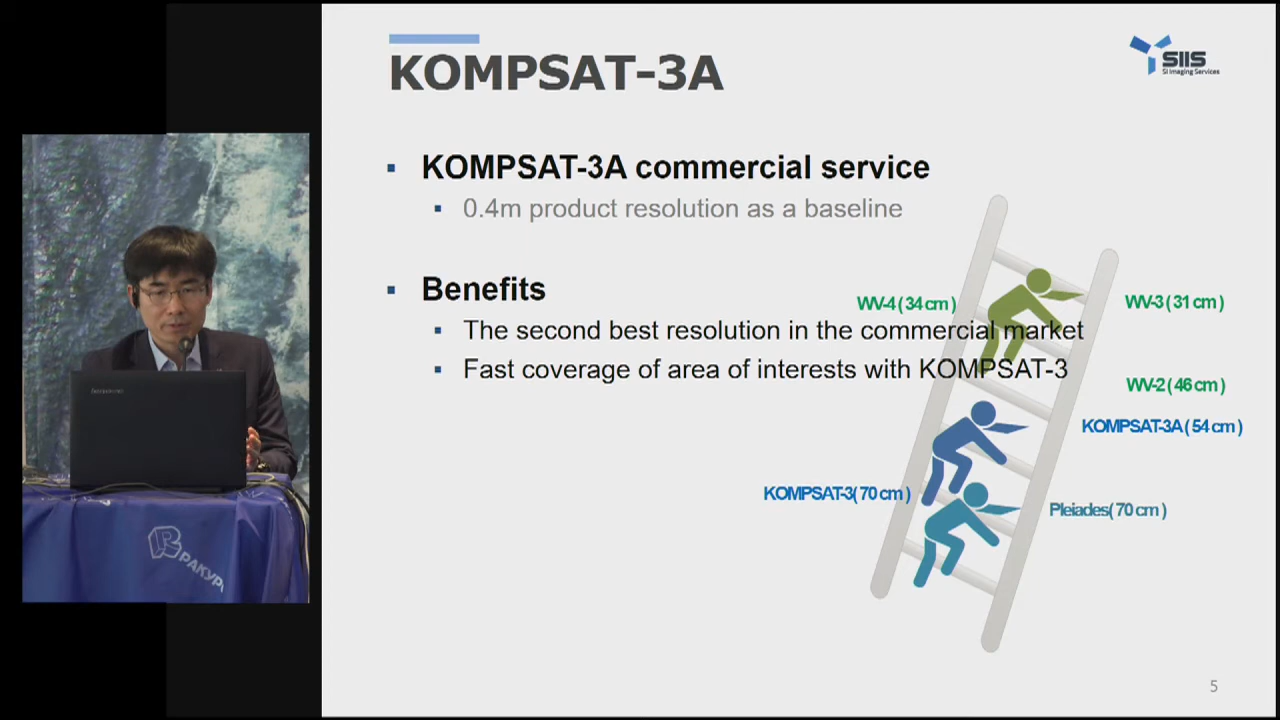 KOMPSAT-3A
SIIS
SI Imaging Services
KOMPSAT-3A commercial service
0.4m product resolution as a baseline
Benefits
The second best resolution in the commercial market
Fast coverage of area of interests with KOMPSAT-3
WV-4 ( 34 cm )
WV-3 ( 31 cm )
WV-2 ( 46 cm )
KOMPSAT-3A ( 54 cm )
KOMPSAT-3( 70 cm )
Pleiades( 70 cm )
РАКУР
5